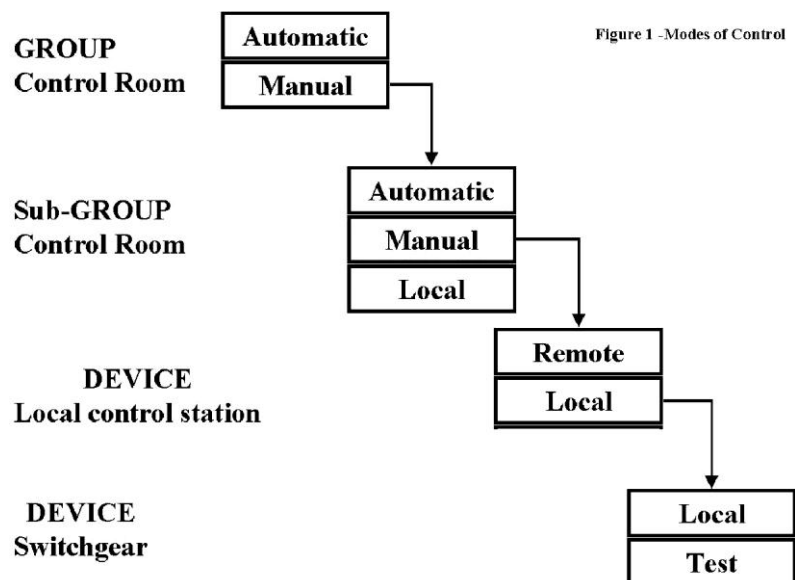 Figure 1 -Modes of Control
GROUP
Control Room
Automatic
Manual
Sub-GROUP
Control Room
Automatic
Manual
Local
DEVICE
Local control station
Remote
Local
DEVICE
Switchgear
Local
Test